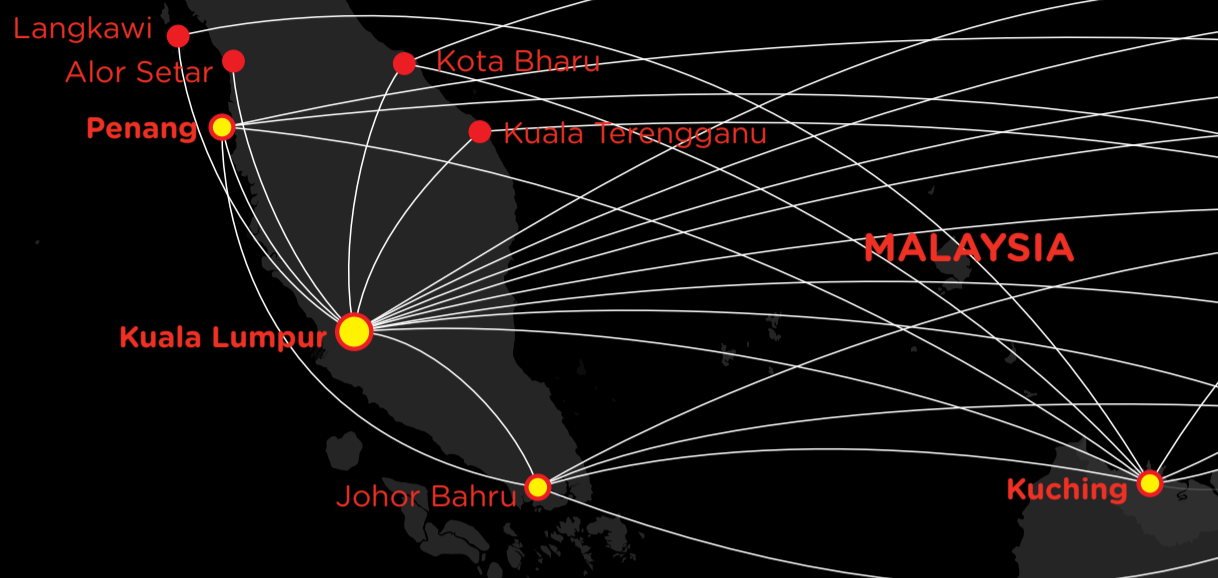 Langkawi
Alor Setar
Kota Bharu
Penang
Kuala Terengganu
MALAYSIA
Kuala Lumpur
Johor Bahru
Kuching